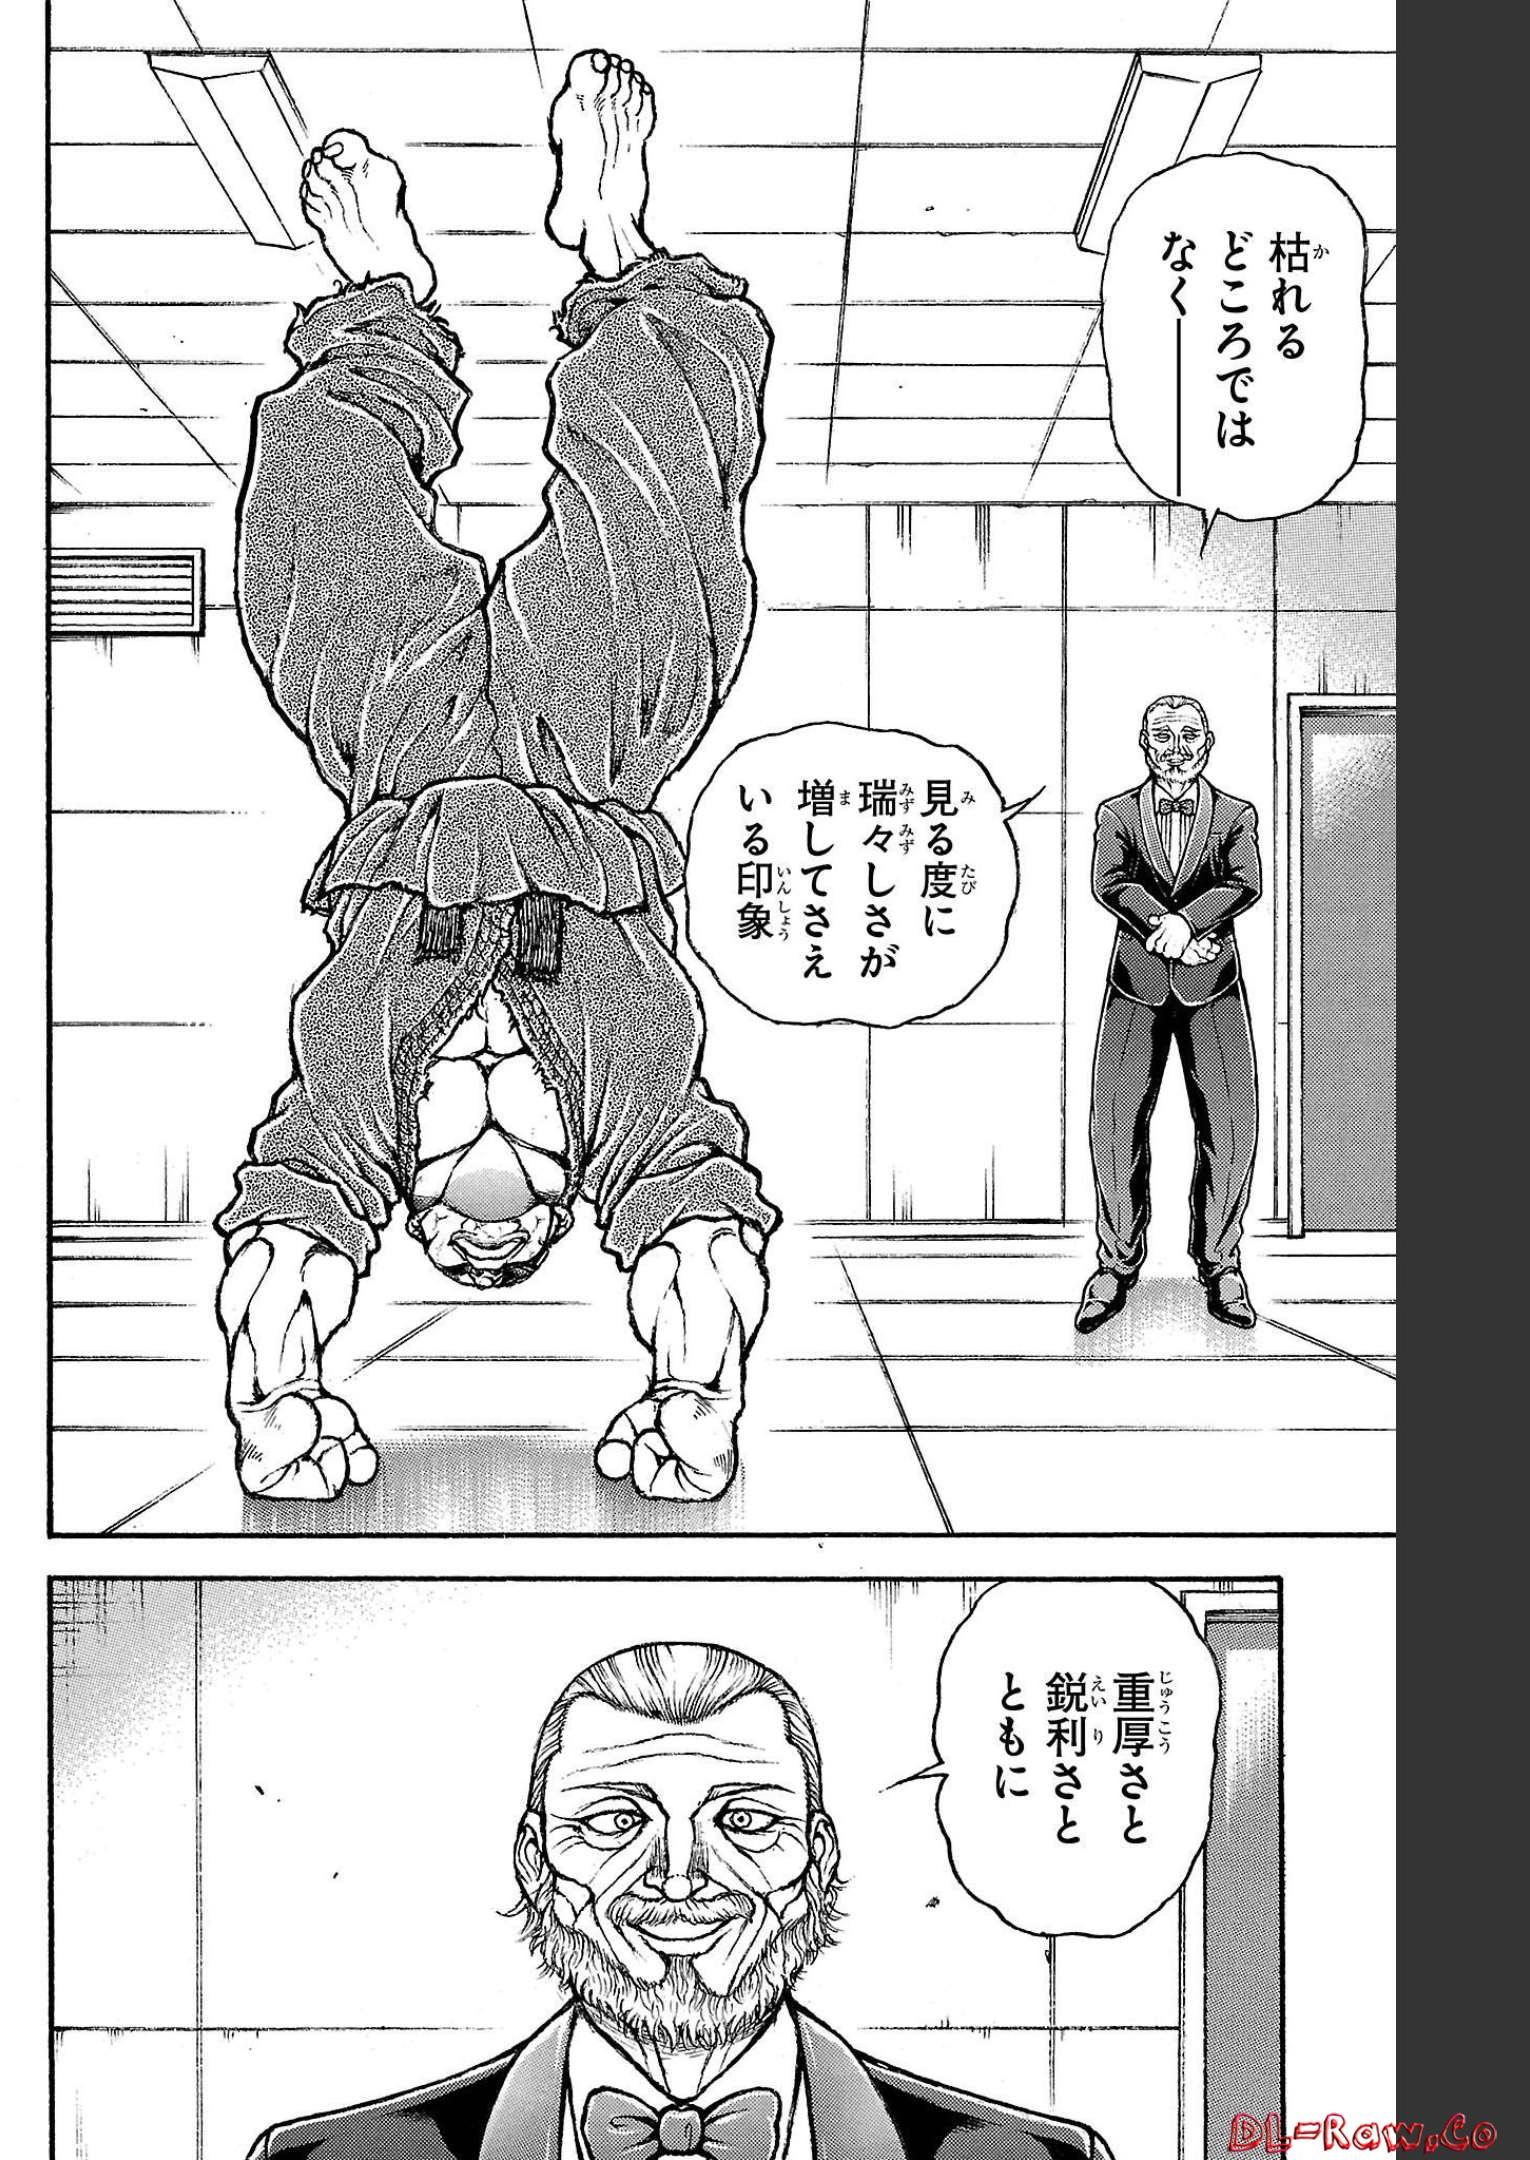 枯れる
どころでは
なく――
見る度に
瑞々しさが
増してさえ
いる印象
重厚さと
鋭利さと
ともに
DL-Raw.Co